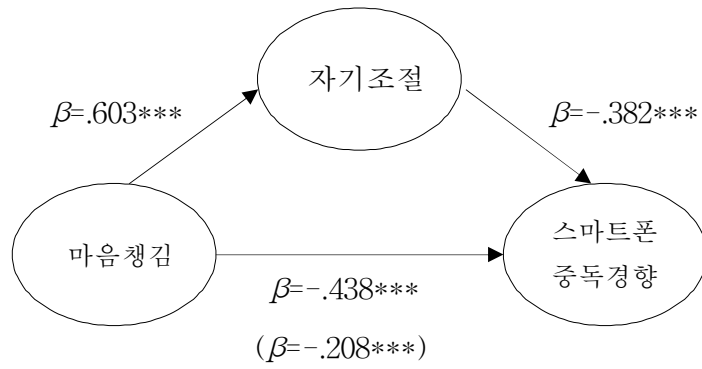 자기조절
β=.603***
β=-.382***
마음챙김
스마트폰
중독경향
β=-.438***
(β=-.208***)